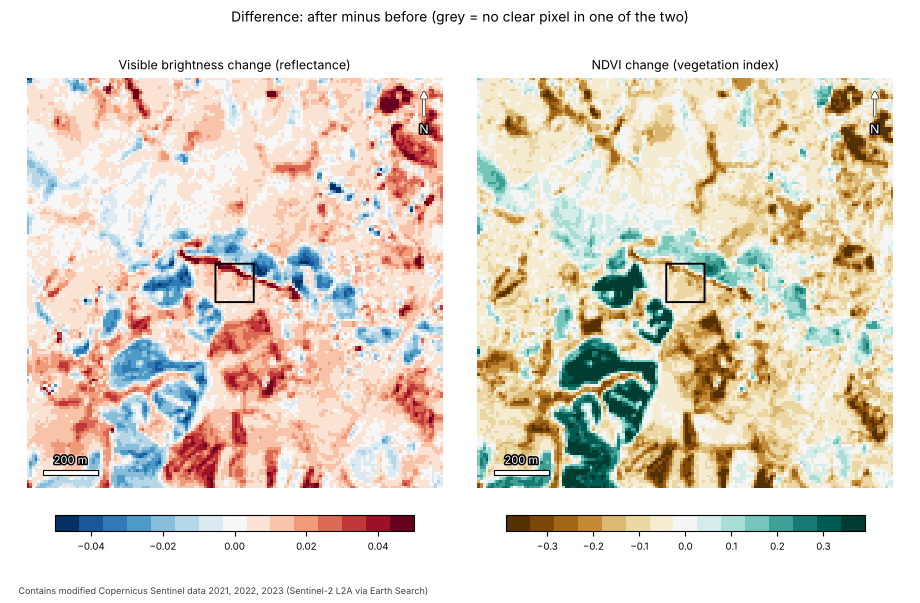 Difference: after minus before (grey = no clear pixel in one of the two)
Visible brightness change (reflectance)
NDVI change (vegetation index)
N
N
200 m
200 m
−0.04 −0.02 0.00 0.02 0.04
−0.3 −0.2 −0.1 0.0 0.1 0.2 0.3
Contains modified Copernicus Sentinel data 2021, 2022, 2023 (Sentinel-2 L2A via Earth Search)